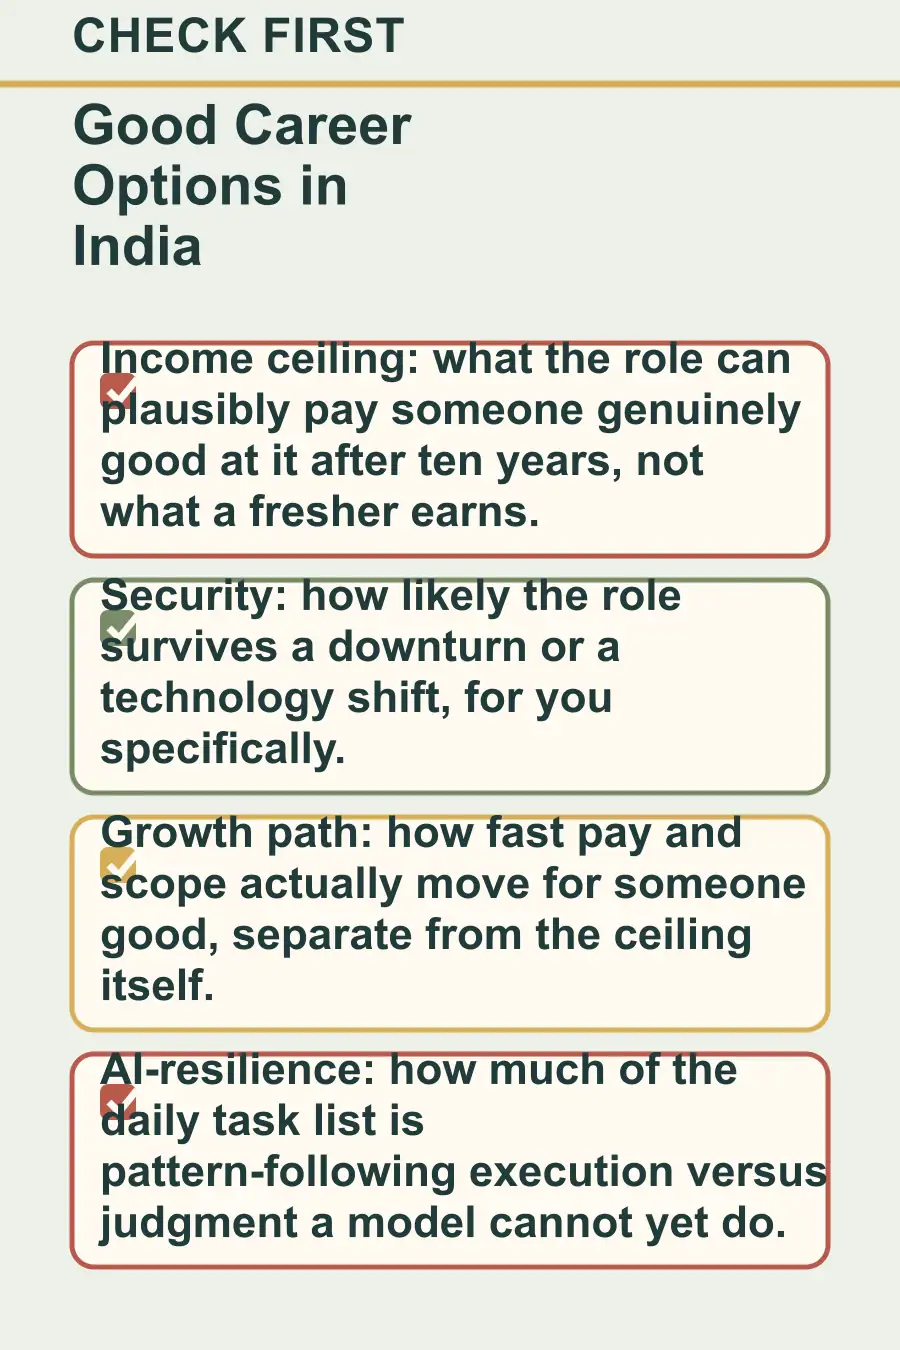 CHECK FIRST
Good Career
Options in
India
Income ceiling: what the role can
plausibly pay someone genuinely
good at it after ten years, not
what a fresher earns.
Security: how likely the role
survives a downturn or a
technology shift, for you
specifically.
Growth path: how fast pay and
scope actually move for someone
good, separate from the ceiling
itself.
AI-resilience: how much of the
daily task list is
pattern-following execution versus
judgment a model cannot yet do.